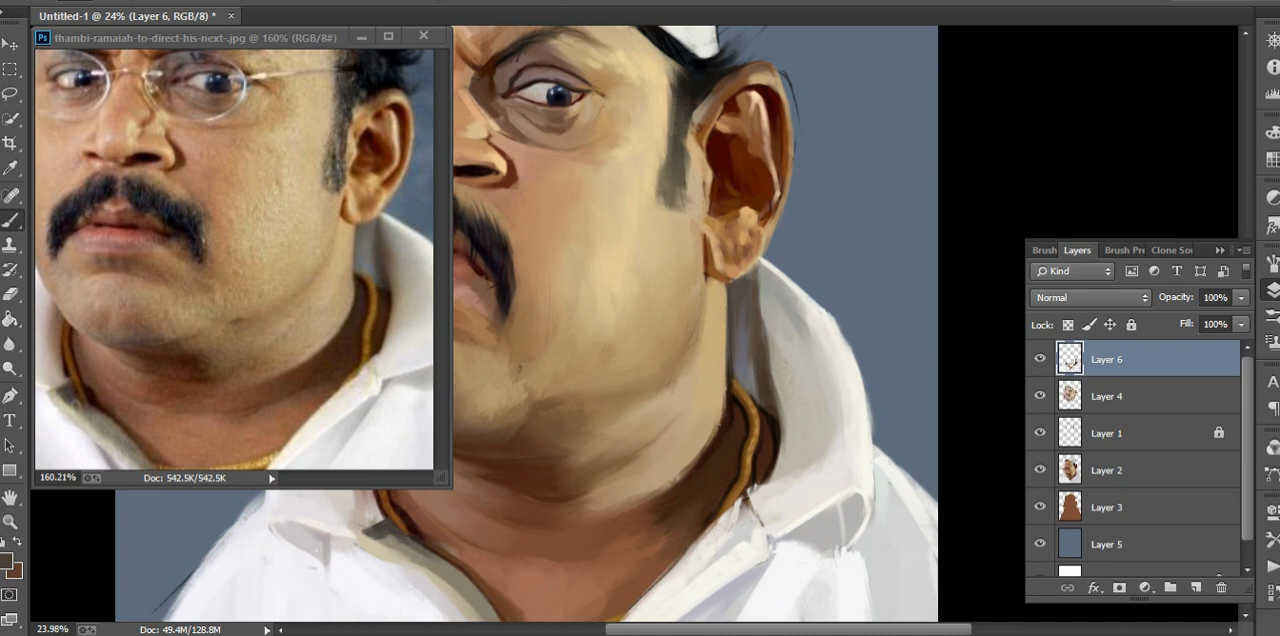 Untitled-1 @ 24% (Layer 6, RGB/8) * ×
Ps thambi-ramaiah-to-direct-his-next-.jpg @ 160% (RGB/8#)
160.21% Doc: 542.5K/542.5K
Brush Layers Brush Pre Clone Sou
Kind
Normal Opacity: 100%
Lock: Fill: 100%
Layer 6
Layer 4
Layer 1
Layer 2
Layer 3
Layer 5
fx
23.98% Doc: 49.4M/128.8M